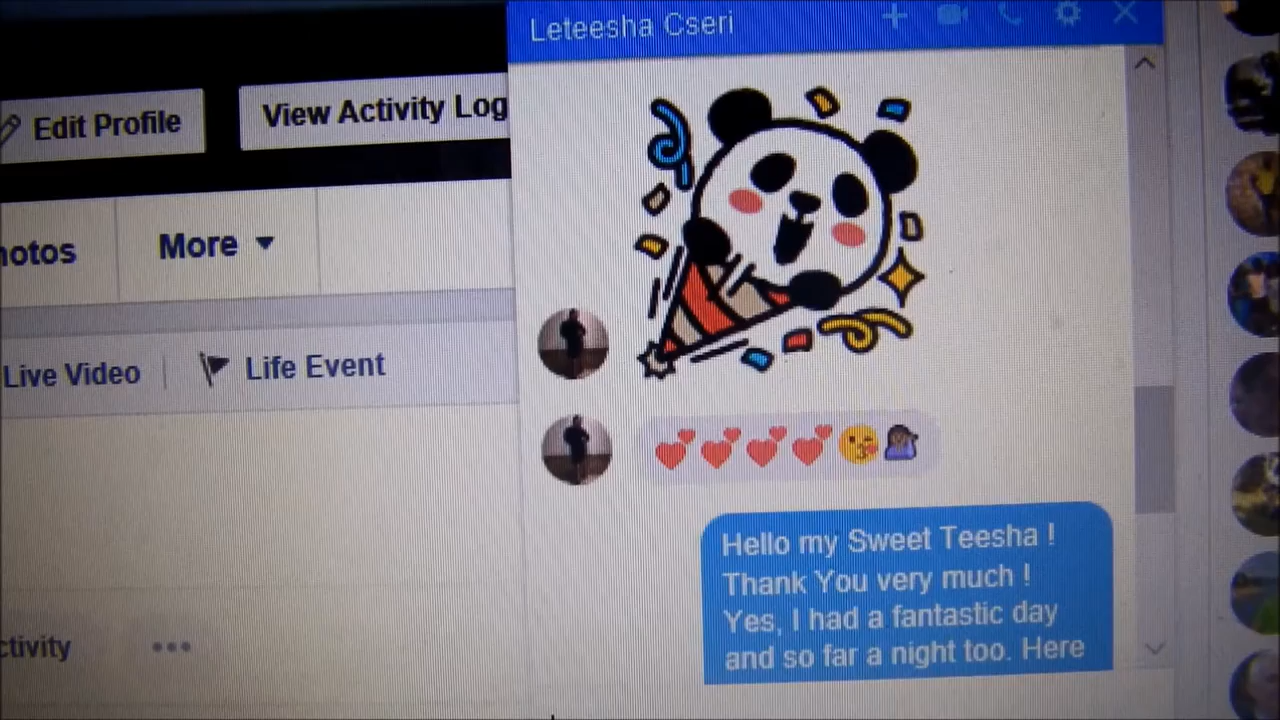 Leteesha Cseri
Edit Profile
View Activity Log
hotos
More
Live Video
Life Event
Hello my Sweet Teesha !
Thank You very much !
Yes, I had a fantastic day
and so far a night too. Here
ctivity